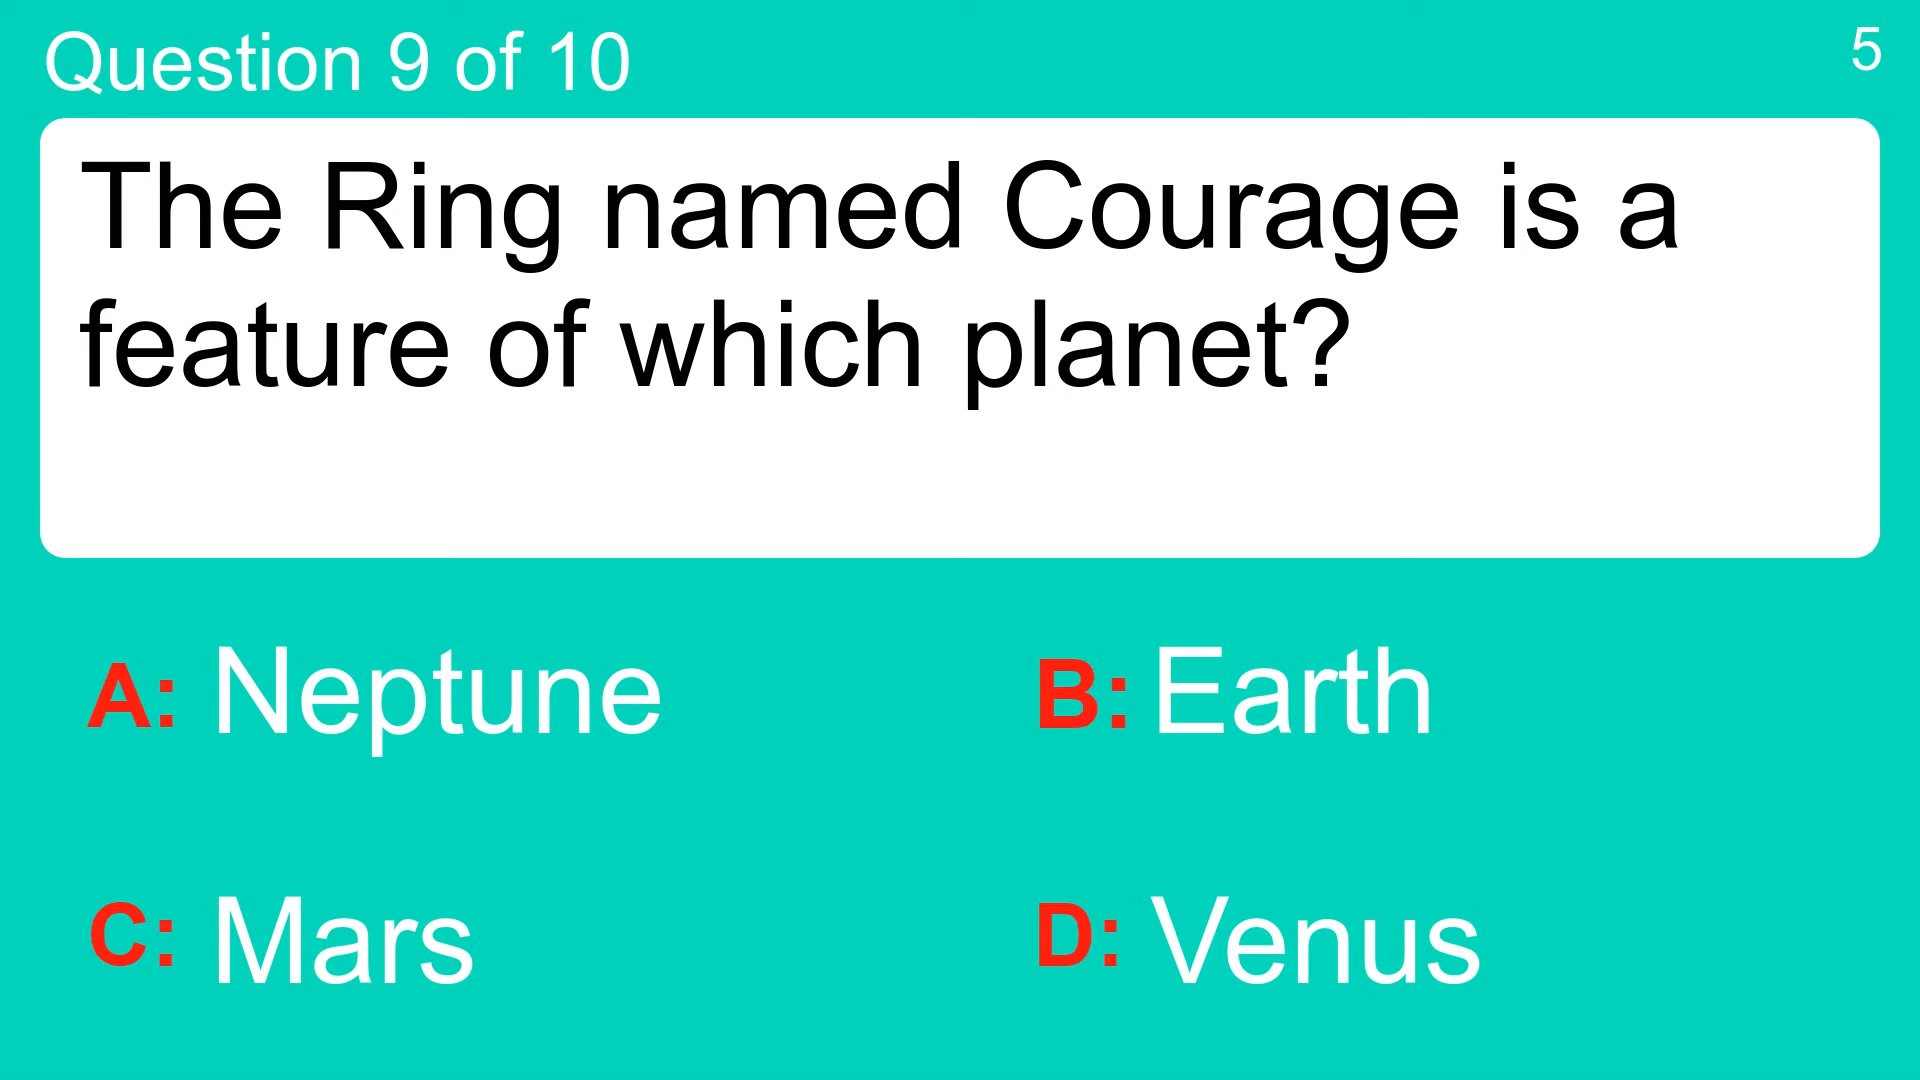 Question 9 of 10
5
The Ring named Courage is a
feature of which planet?
A: Neptune
B: Earth
C: Mars
D: Venus